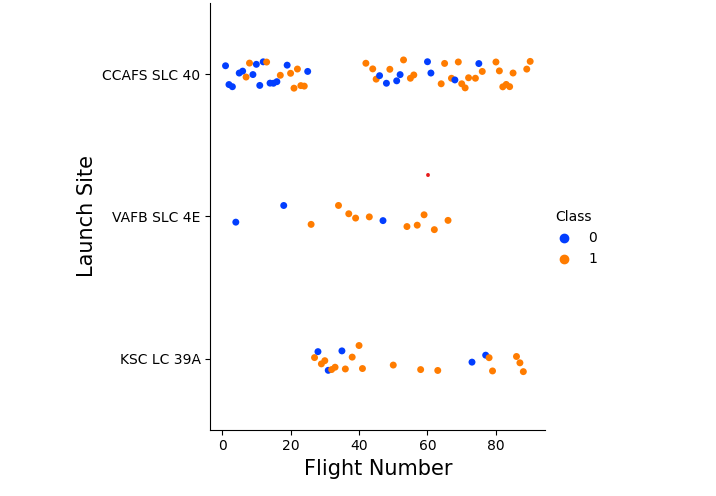 CCAFS SLC 40
VAFB SLC 4E
KSC LC 39A
Launch Site
0 20 40 60 80
Flight Number
Class
0
1